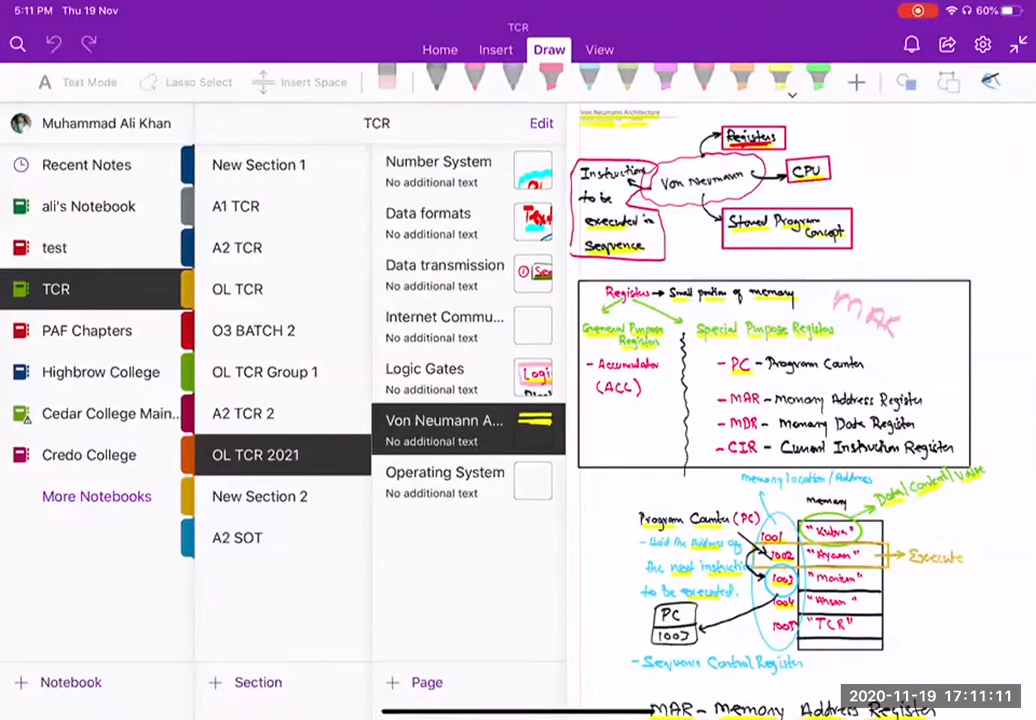 5:11 PM Thu 19 Nov
60%
TCR
Home Insert Draw View
A Text Mode Lasso Select Insert Space
Muhammad Ali Khan
Recent Notes
ali's Notebook
test
TCR
PAF Chapters
Highbrow College
Cedar College Main...
Credo College
More Notebooks
+ Notebook
New Section 1
A1 TCR
A2 TCR
OL TCR
O3 BATCH 2
OL TCR Group 1
A2 TCR 2
OL TCR 2021
New Section 2
A2 SOT
+ Section
TCR Edit
Number System
No additional text
Data formats
No additional text
Data transmission
No additional text
Internet Commu...
No additional text
Logic Gates
No additional text
Von Neumann A...
No additional text
Operating System
No additional text
+ Page
Von Neumann Architecture
Registers
Von Neumann
CPU
Stored Program
Concept
Instruction
to be
executed in
Sequence
Register → Small portion of memory
MAR
General Purpose
Register
- Accumulator
(ACC)
Special Purpose Register
- PC - Program Counter
- MAR - Memory Address Register
- MDR - Memory Data Register
- CIR - Current Instruction Register
memory location/Address
memory
Data/Content/Value
Program Counter (PC)
- Hold the Address of
the next instruction
to be executed.
PC
1003
1001 "Kubra"
1002 "Ayaan" → Execute
1003
1004 "Ahsan"
1005 "TCR"
- Sequence Control Register
MAR - Memory Address Register
2020-11-19 17:11:11